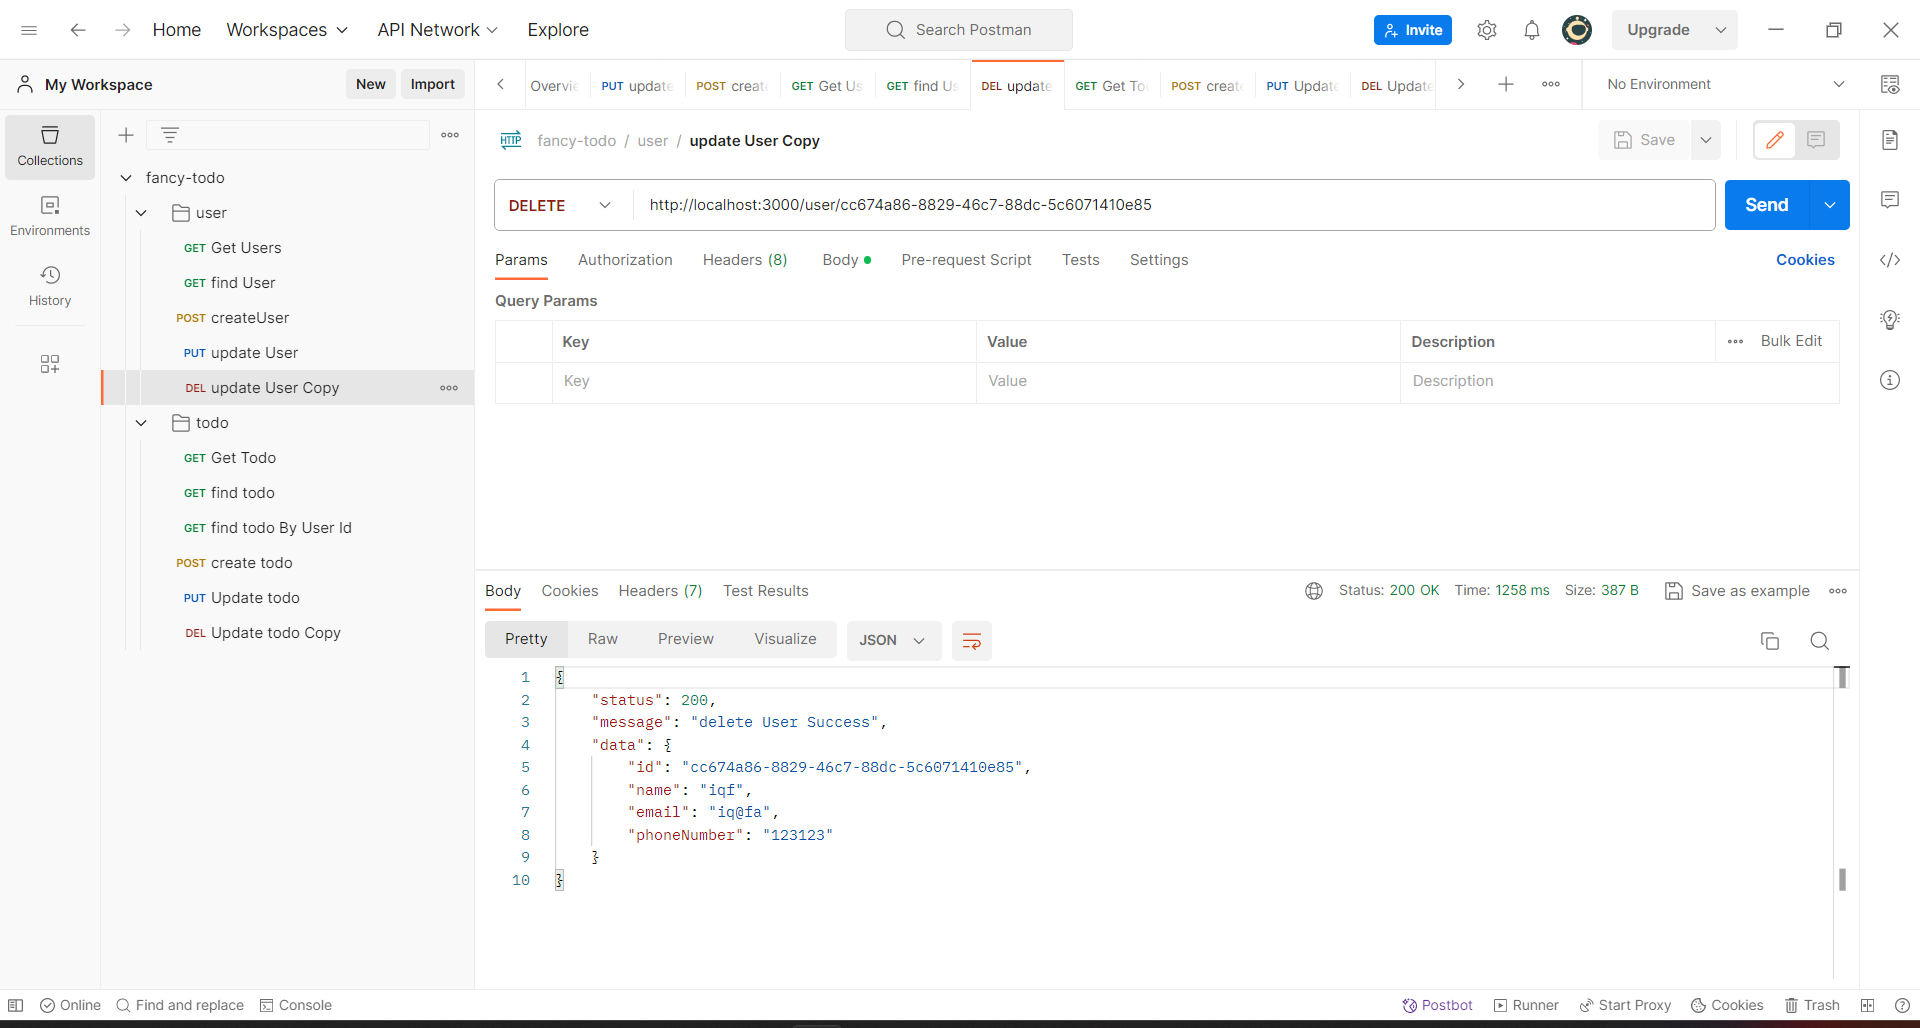 Home Workspaces API Network Explore Search Postman Invite Upgrade
My Workspace New Import
Overvie PUT update POST create GET Get Us GET find Us DEL update GET Get To POST create PUT Update DEL Update No Environment
Collections
Environments
History
fancy-todo
user
GET Get Users
GET find User
POST createUser
PUT update User
DEL update User Copy
todo
GET Get Todo
GET find todo
GET find todo By User Id
POST create todo
PUT Update todo
DEL Update todo Copy
HTTP fancy-todo / user / update User Copy Save
DELETE http://localhost:3000/user/cc674a86-8829-46c7-88dc-5c6071410e85 Send
Params Authorization Headers (8) Body Pre-request Script Tests Settings Cookies
Query Params
Key Value Description Bulk Edit
Key Value Description
Body Cookies Headers (7) Test Results Status: 200 OK Time: 1258 ms Size: 387 B Save as example
Pretty Raw Preview Visualize JSON
1 {
2 "status": 200,
3 "message": "delete User Success",
4 "data": {
5 "id": "cc674a86-8829-46c7-88dc-5c6071410e85",
6 "name": "iqf",
7 "email": "iq@fa",
8 "phoneNumber": "123123"
9 }
10 }
Online Find and replace Console Postbot Runner Start Proxy Cookies Trash